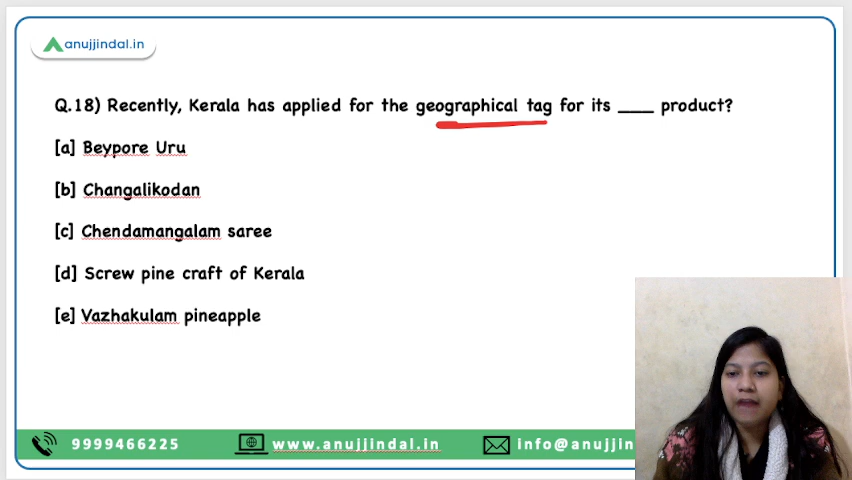 anujjindal.in
Q.18) Recently, Kerala has applied for the geographical tag for its ____ product?
[a] Beypore Uru
[b] Changalikodan
[c] Chendamangalam saree
[d] Screw pine craft of Kerala
[e] Vazhakulam pineapple
9999466225 www.anujjindal.in info@anujjin